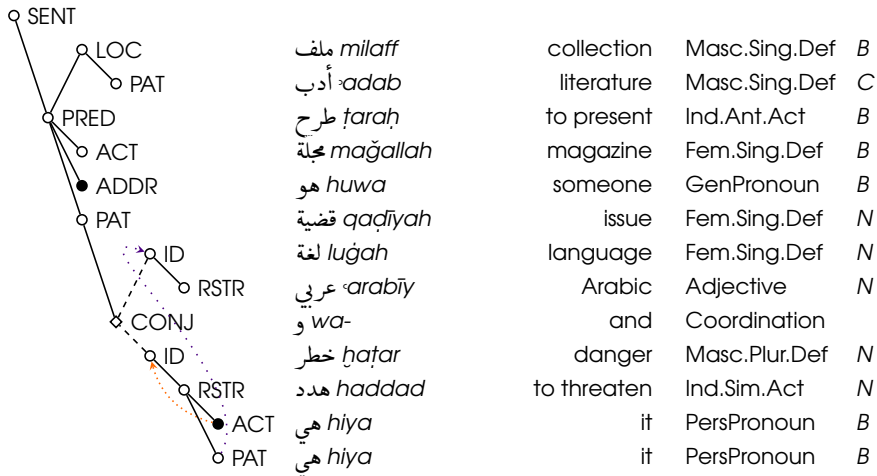 SENT
LOC ملف milaff collection Masc.Sing.Def B
PAT أدب ʾadab literature Masc.Sing.Def C
PRED طرح ṭaraḥ to present Ind.Ant.Act B
ACT مجلة maǧallah magazine Fem.Sing.Def B
ADDR هو huwa someone GenPronoun B
PAT قضية qaḍīyah issue Fem.Sing.Def N
ID لغة luġah language Fem.Sing.Def N
RSTR عربي ʿarabīy Arabic Adjective N
CONJ و wa- and Coordination
ID خطر ḫaṭar danger Masc.Plur.Def N
RSTR هدد haddad to threaten Ind.Sim.Act N
ACT هي hiya it PersPronoun B
PAT هي hiya it PersPronoun B